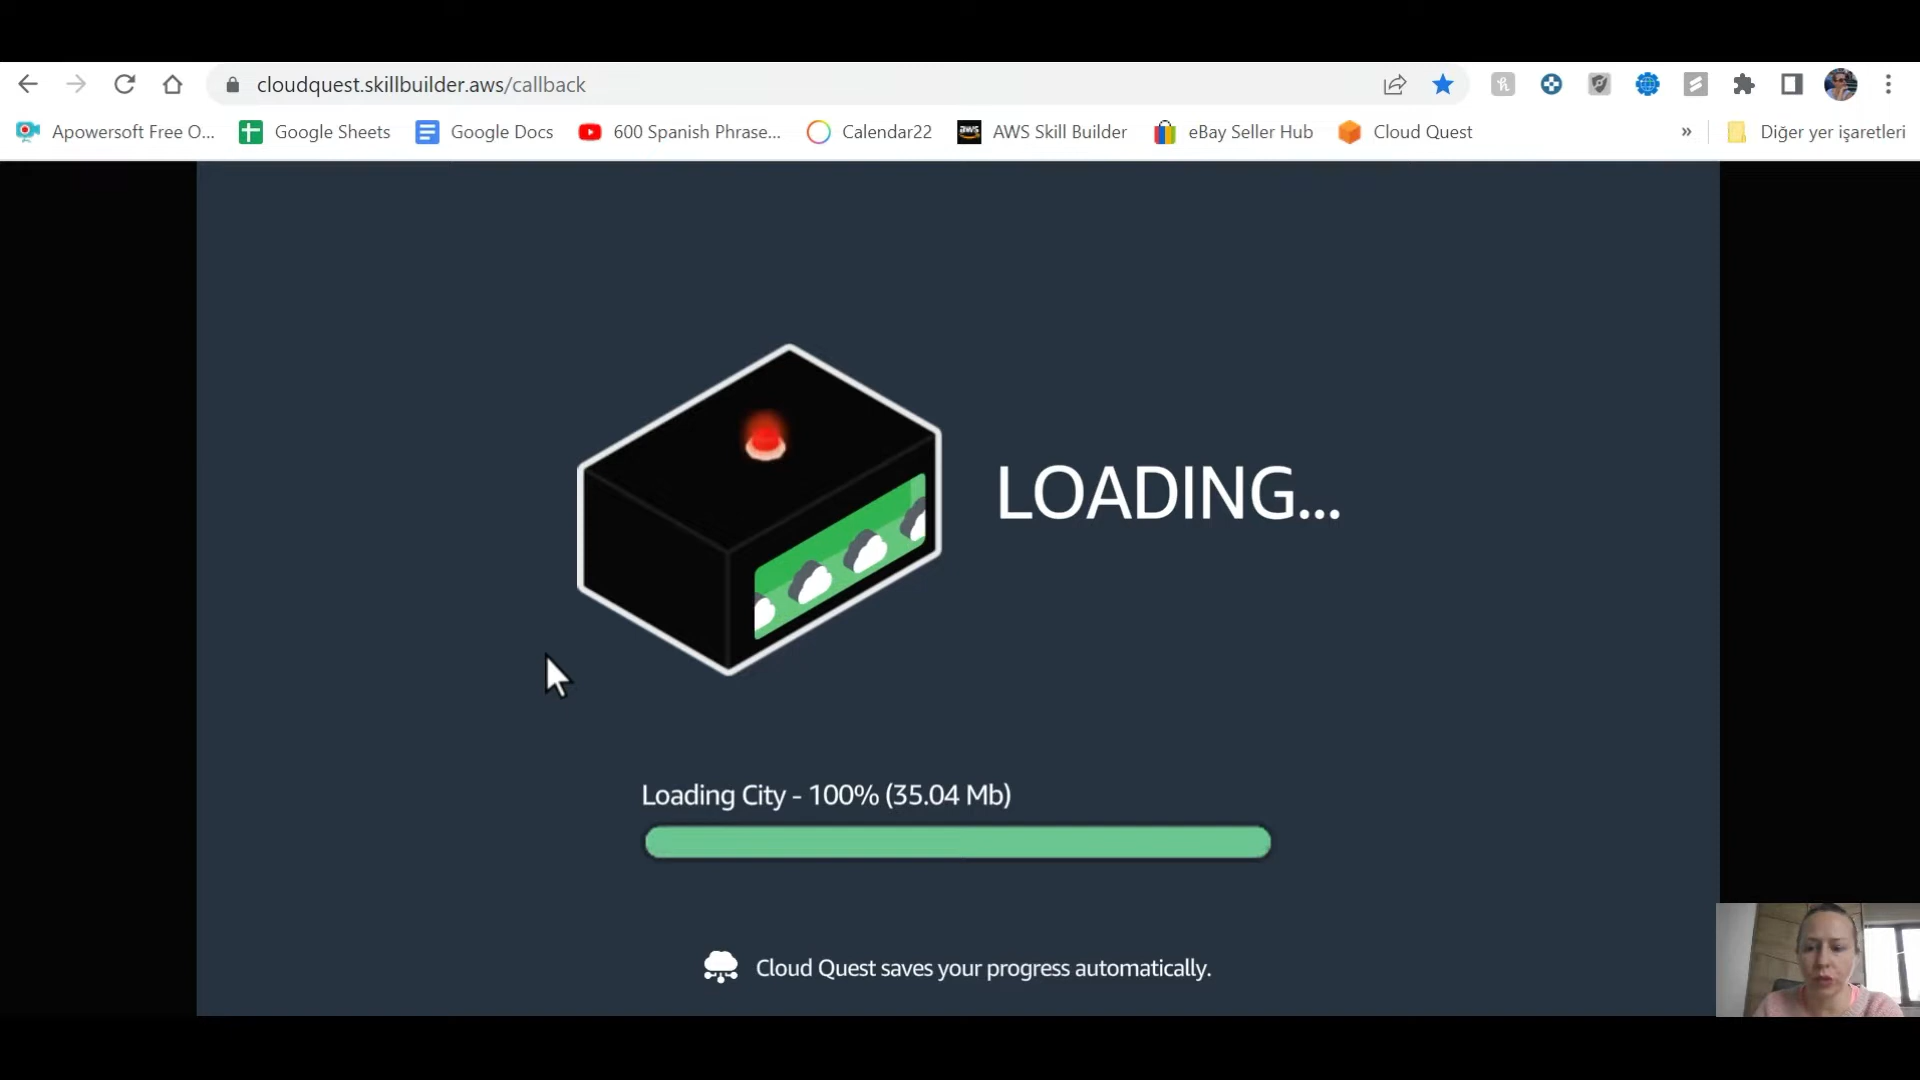 cloudquest.skillbuilder.aws/callback
Apowersoft Free O... Google Sheets Google Docs 600 Spanish Phrase... Calendar22 aws AWS Skill Builder eBay Seller Hub Cloud Quest » Diğer yer işaretleri
LOADING...
Loading City - 100% (35.04 Mb)
Cloud Quest saves your progress automatically.